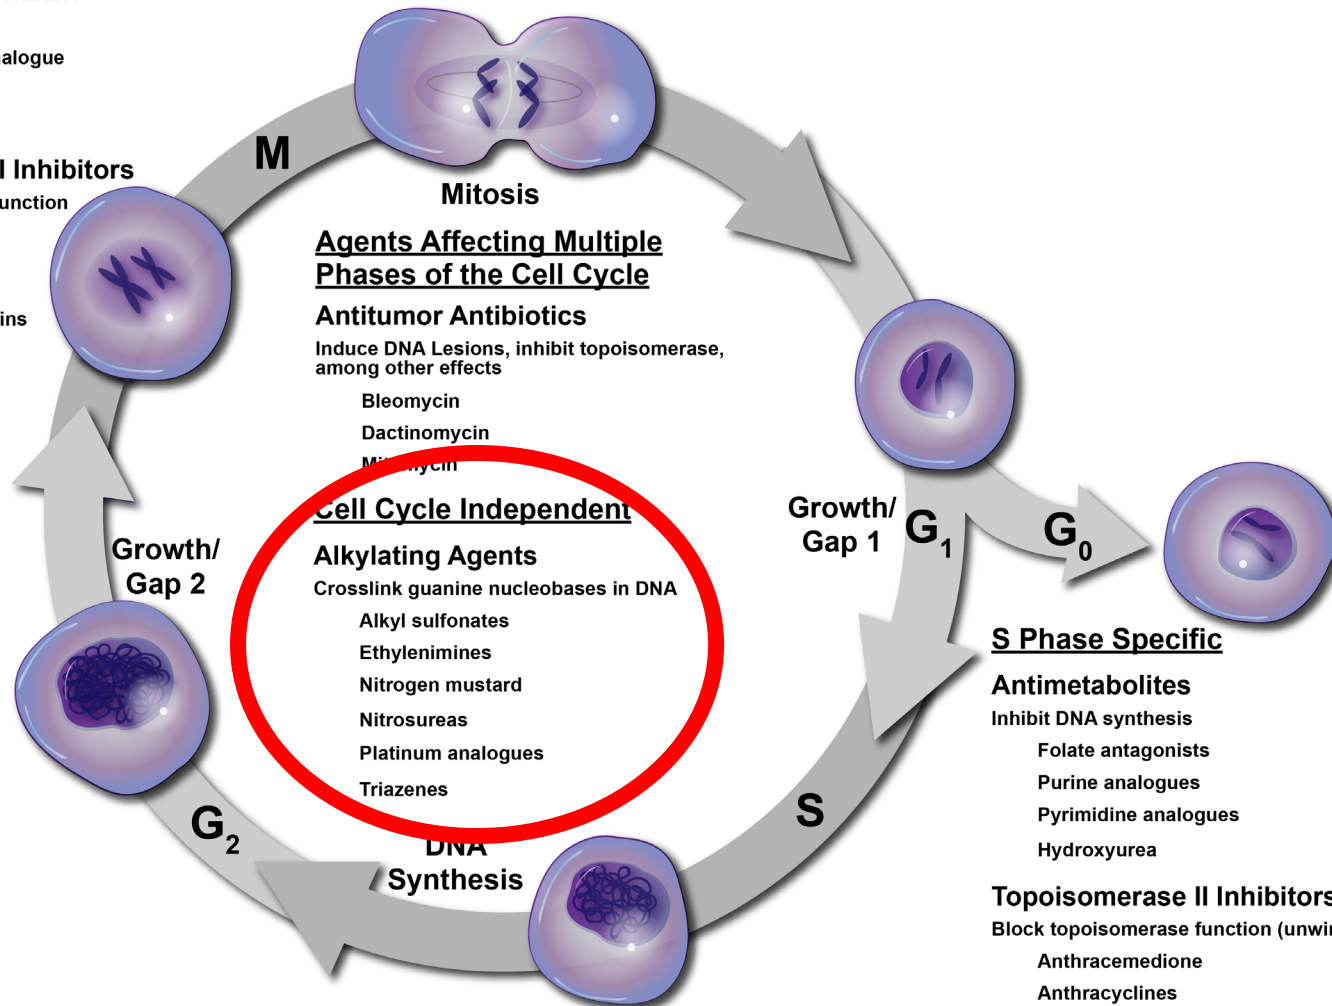 alogue
M
I Inhibitors
unction
Mitosis
Agents Affecting Multiple
Phases of the Cell Cycle
Antitumor Antibiotics
Induce DNA Lesions, inhibit topoisomerase,
among other effects
Bleomycin
Dactinomycin
Mitomycin
ins
Cell Cycle Independent
Alkylating Agents
Crosslink guanine nucleobases in DNA
Alkyl sulfonates
Ethylenimines
Nitrogen mustard
Nitrosureas
Platinum analogues
Triazenes
Growth/
Gap 2
Growth/
Gap 1
G1
G0
S Phase Specific
Antimetabolites
Inhibit DNA synthesis
Folate antagonists
Purine analogues
Pyrimidine analogues
Hydroxyurea
Topoisomerase II Inhibitors
Block topoisomerase function (unwin
Anthracemedione
Anthracyclines
S
G2
DNA
Synthesis